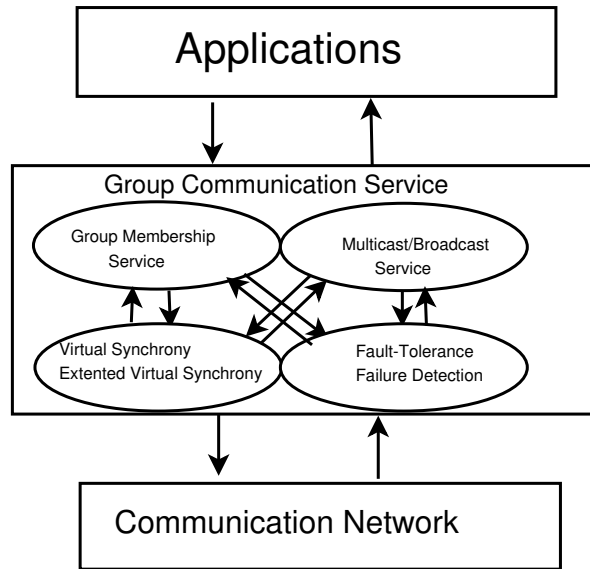 Applications
Group Communication Service
Group Membership
Service
Multicast/Broadcast
Service
Virtual Synchrony
Extented Virtual Synchrony
Fault-Tolerance
Failure Detection
Communication Network